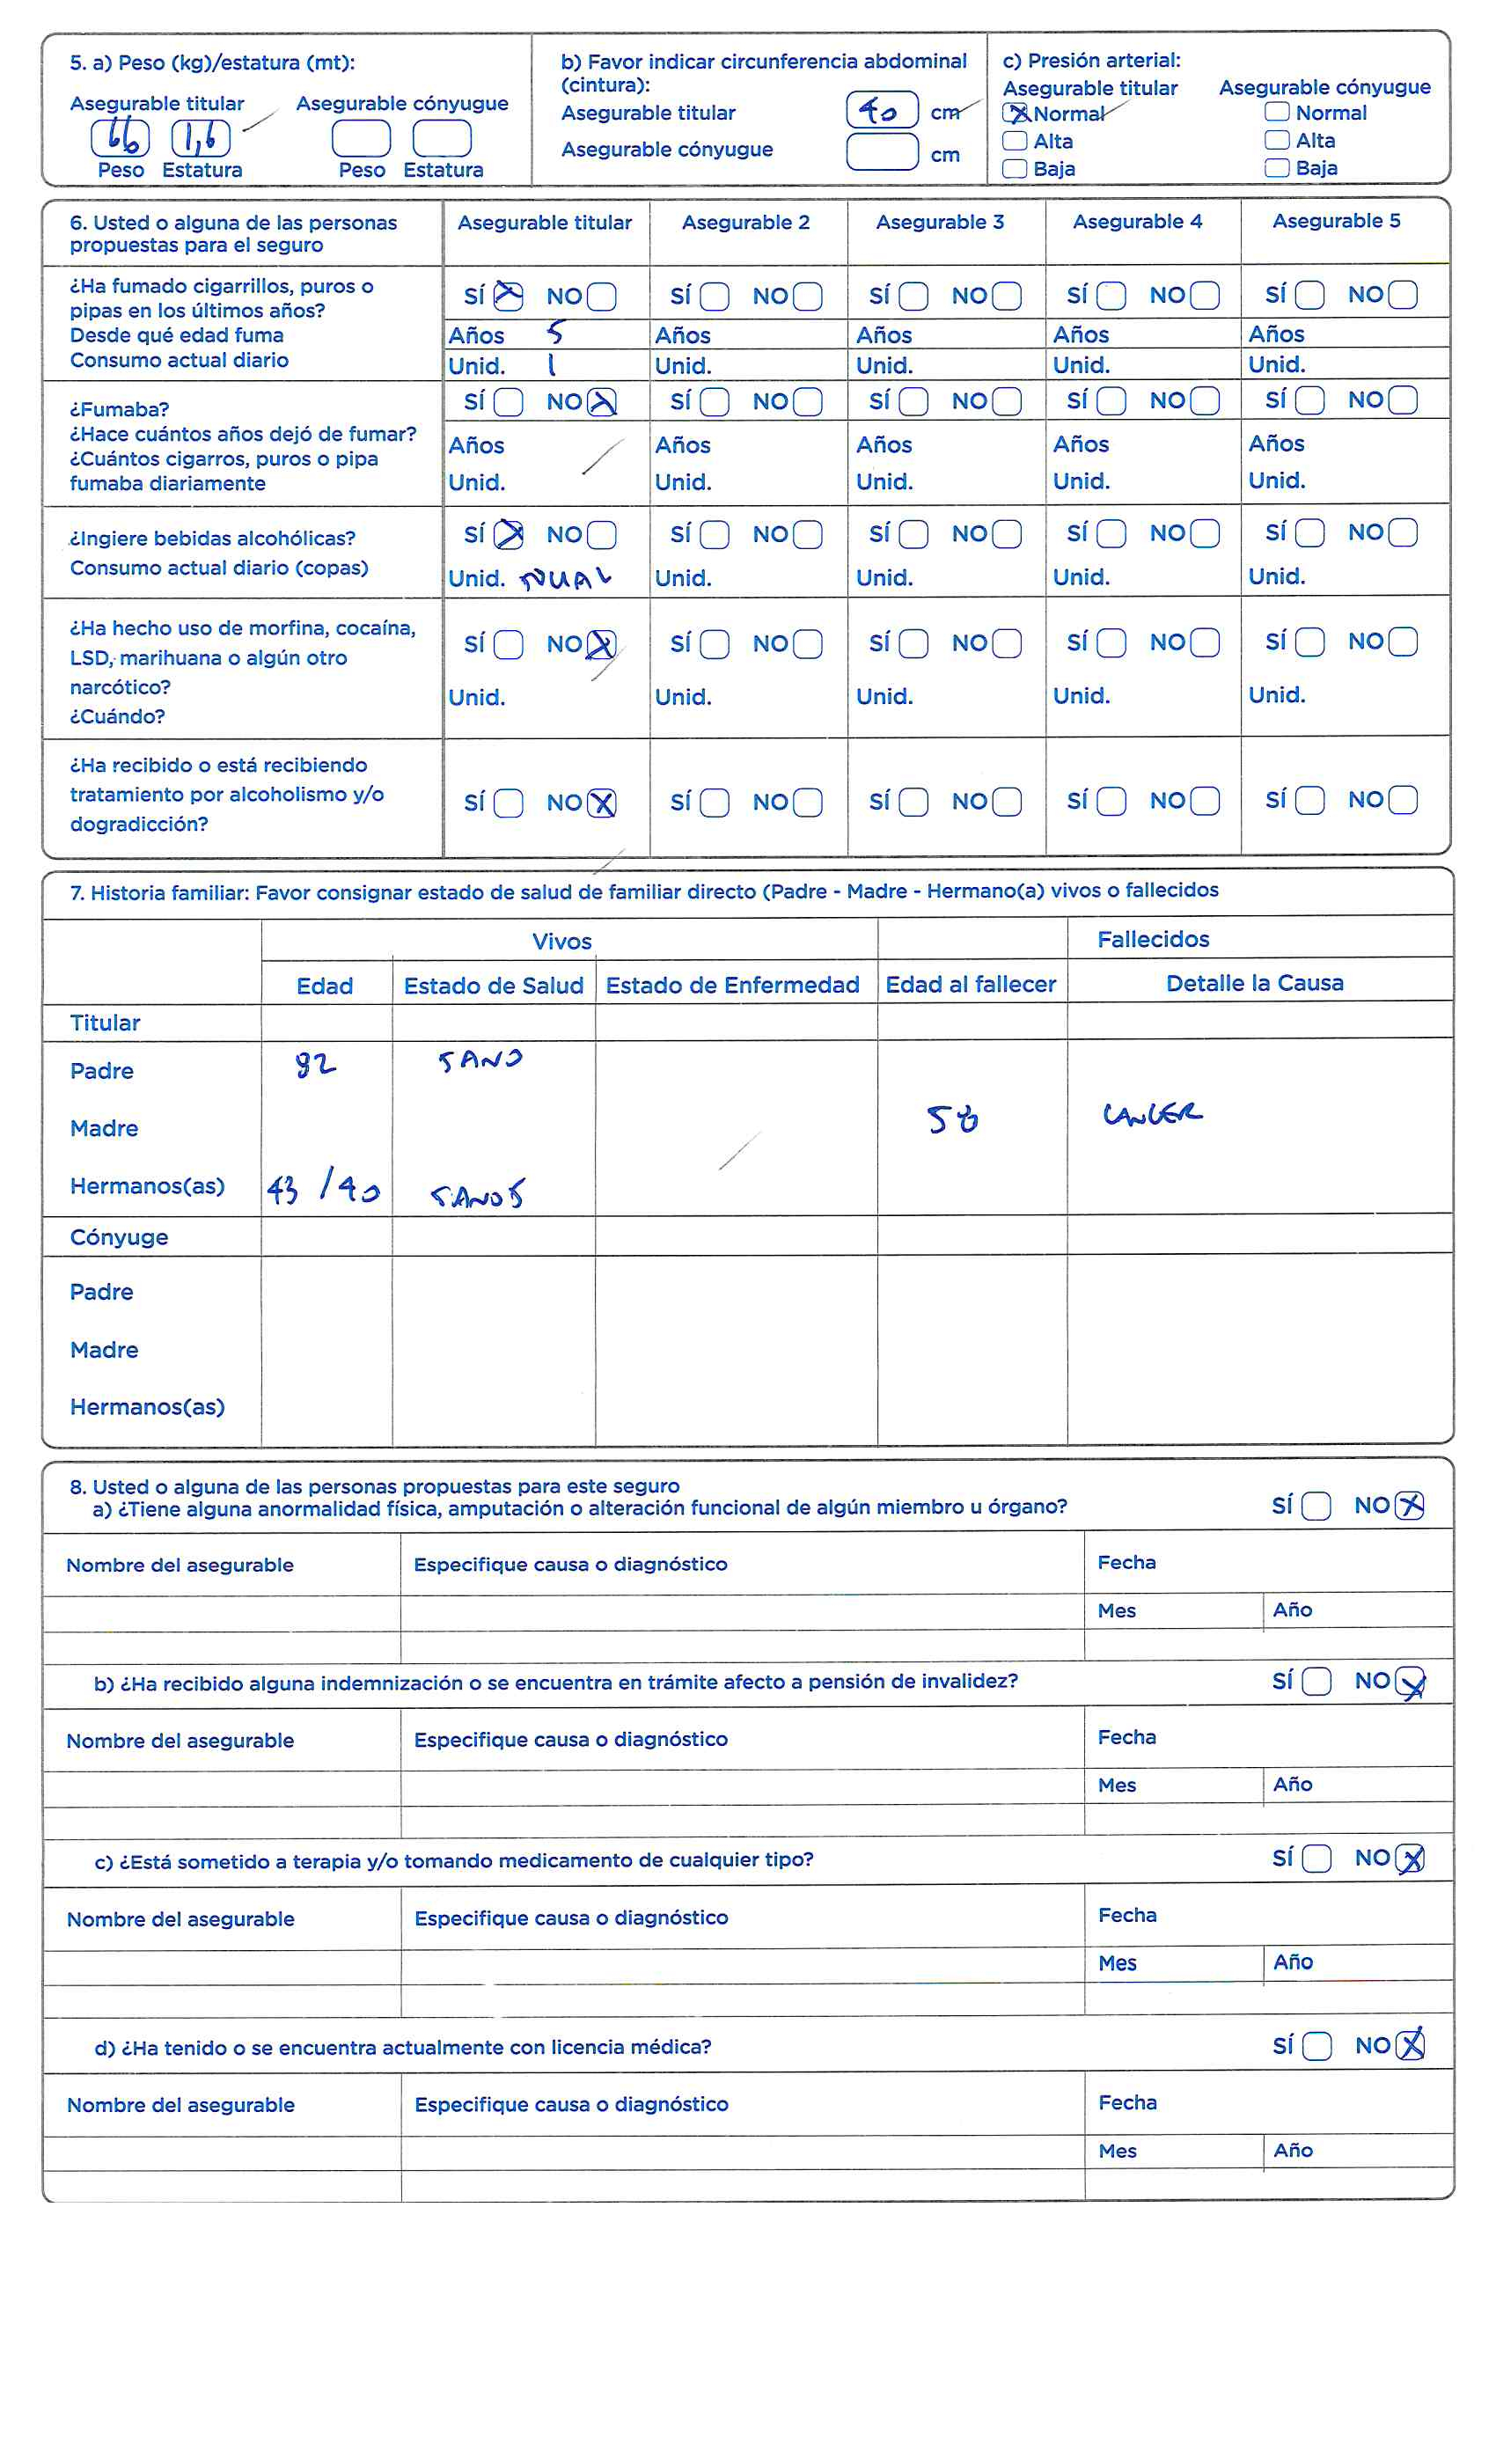 5. a) Peso (kg)/estatura (mt):
Asegurable titular Asegurable cónyugue
66 1,6
Peso Estatura Peso Estatura
b) Favor indicar circunferencia abdominal
(cintura):
Asegurable titular 40 cm
Asegurable cónyugue cm
c) Presión arterial:
Asegurable titular Asegurable cónyugue
X Normal Normal
Alta Alta
Baja Baja
6. Usted o alguna de las personas
propuestas para el seguro
Asegurable titular Asegurable 2 Asegurable 3 Asegurable 4 Asegurable 5
¿Ha fumado cigarrillos, puros o
pipas en los últimos años?
Desde qué edad fuma
Consumo actual diario
SÍ X NO SÍ NO SÍ NO SÍ NO SÍ NO
Años 5 Años Años Años Años
Unid. 1 Unid. Unid. Unid. Unid.
¿Fumaba?
¿Hace cuántos años dejó de fumar?
¿Cuántos cigarros, puros o pipa
fumaba diariamente
SÍ NO X SÍ NO SÍ NO SÍ NO SÍ NO
Años Años Años Años Años
Unid. Unid. Unid. Unid. Unid.
¿Ingiere bebidas alcohólicas?
Consumo actual diario (copas)
SÍ X NO SÍ NO SÍ NO SÍ NO SÍ NO
Unid. Unid. Unid. Unid. Unid.
¿Ha hecho uso de morfina, cocaína,
LSD, marihuana o algún otro
narcótico?
¿Cuándo?
SÍ NO X SÍ NO SÍ NO SÍ NO SÍ NO
Unid. Unid. Unid. Unid. Unid.
¿Ha recibido o está recibiendo
tratamiento por alcoholismo y/o
dogradicción?
SÍ NO X SÍ NO SÍ NO SÍ NO SÍ NO
7. Historia familiar: Favor consignar estado de salud de familiar directo (Padre - Madre - Hermano(a) vivos o fallecidos
Vivos Fallecidos
Edad Estado de Salud Estado de Enfermedad Edad al fallecer Detalle la Causa
Titular
Padre 82 SANO
Madre 58 CANCER
Hermanos(as) 43 / 40 SANOS
Cónyuge
Padre
Madre
Hermanos(as)
8. Usted o alguna de las personas propuestas para este seguro
a) ¿Tiene alguna anormalidad física, amputación o alteración funcional de algún miembro u órgano? SÍ NO X
Nombre del asegurable Especifique causa o diagnóstico Fecha
Mes Año
b) ¿Ha recibido alguna indemnización o se encuentra en trámite afecto a pensión de invalidez? SÍ NO X
Nombre del asegurable Especifique causa o diagnóstico Fecha
Mes Año
c) ¿Está sometido a terapia y/o tomando medicamento de cualquier tipo? SÍ NO X
Nombre del asegurable Especifique causa o diagnóstico Fecha
Mes Año
d) ¿Ha tenido o se encuentra actualmente con licencia médica? SÍ NO X
Nombre del asegurable Especifique causa o diagnóstico Fecha
Mes Año